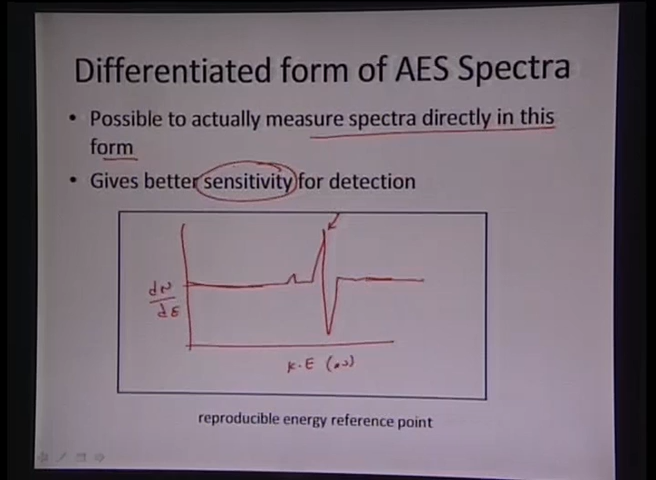 Differentiated form of AES Spectra
• Possible to actually measure spectra directly in this
form
• Gives better sensitivity for detection
dN
dE
K.E (eV)
reproducible energy reference point